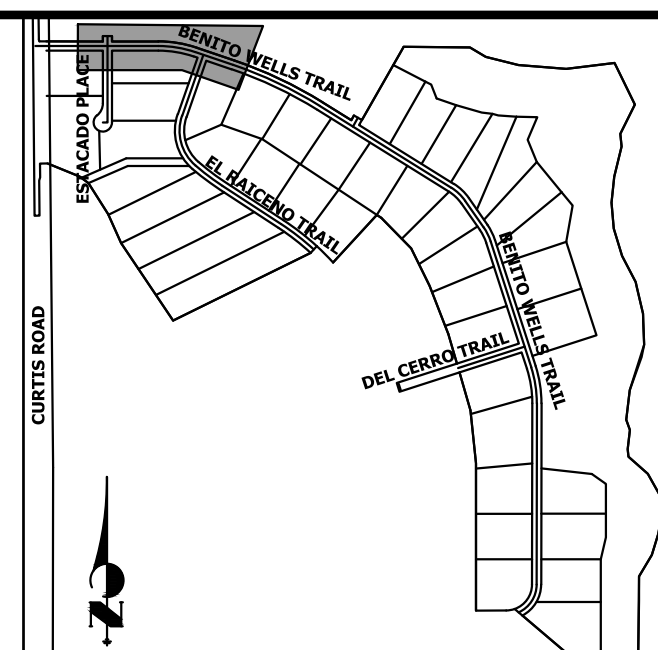 BENITO WELLS TRAIL
ESTACADO PLACE
EL RAICENO TRAIL
BENITO WELLS TRAIL
DEL CERRO TRAIL
CURTIS ROAD
N